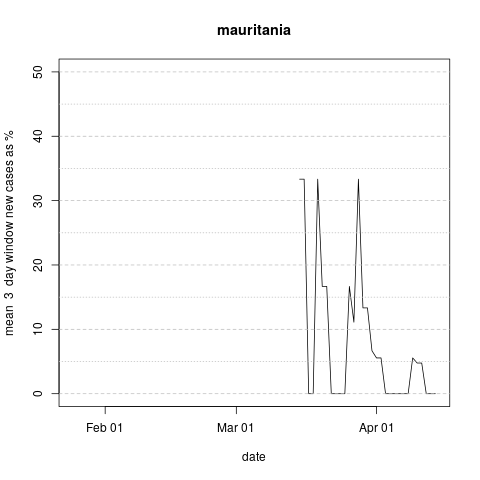 mauritania
mean  3  day window new cases as %
50
40
30
20
10
0
Feb 01
Mar 01
Apr 01
date